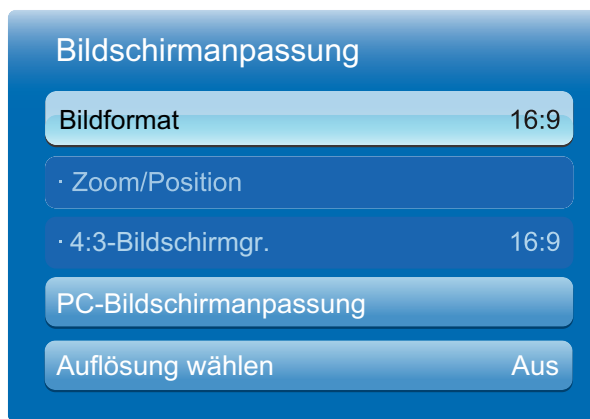 Bildschirmanpassung
Bildformat 16:9
· Zoom/Position
· 4:3-Bildschirmgr. 16:9
PC-Bildschirmanpassung
Auflösung wählen Aus